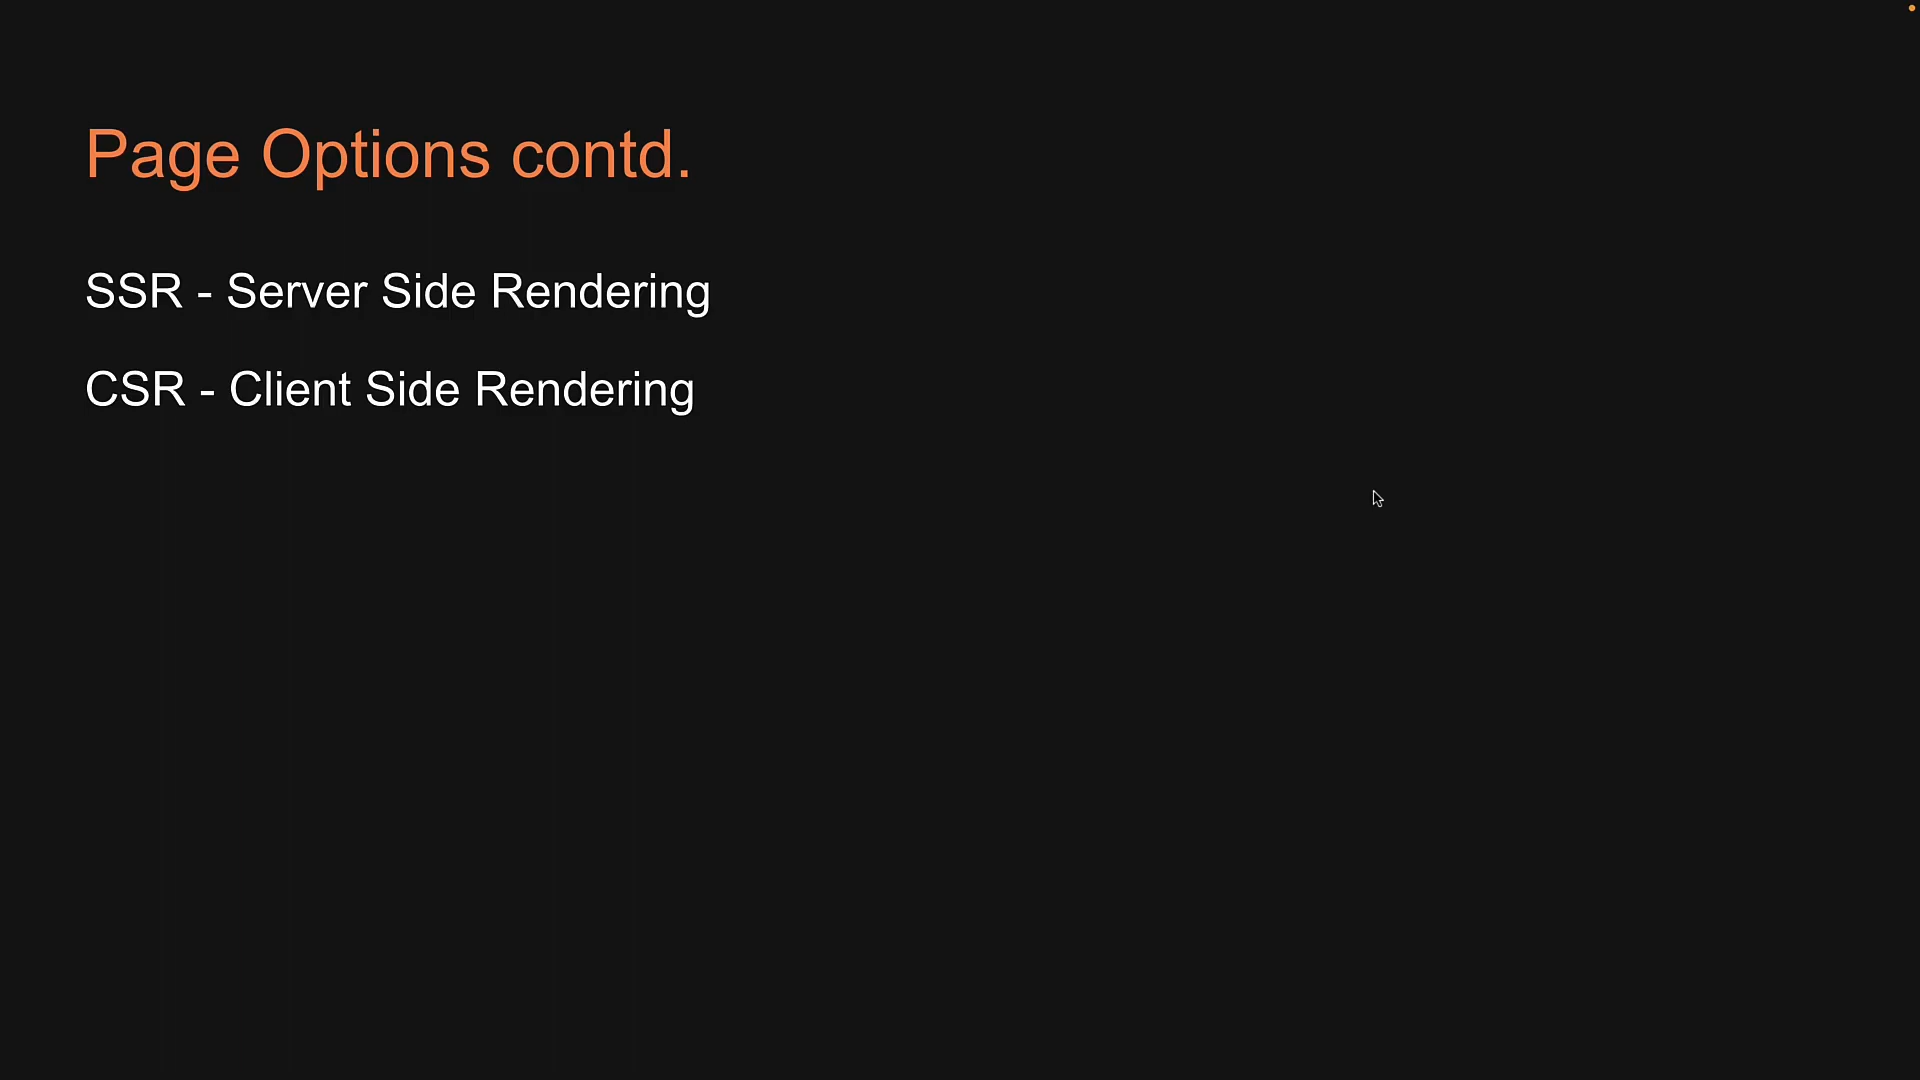 Page Options contd.
SSR - Server Side Rendering
CSR - Client Side Rendering